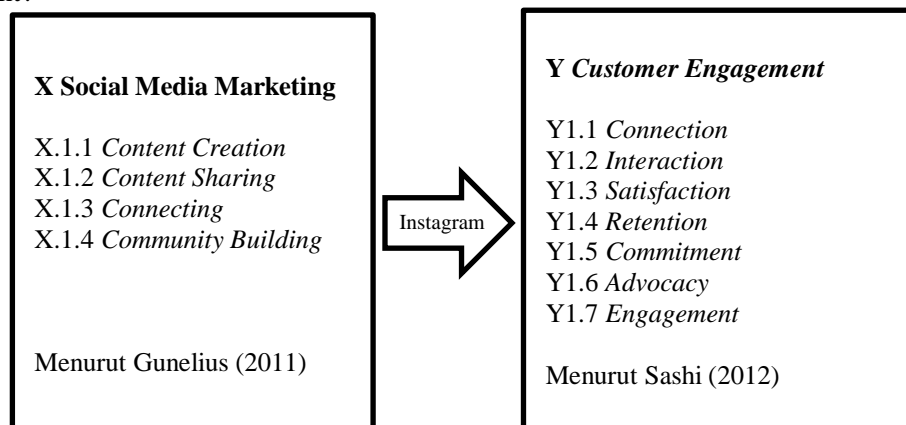 X Social Media Marketing
X.1.1 Content Creation
X.1.2 Content Sharing
X.1.3 Connecting
X.1.4 Community Building
Menurut Gunelius (2011)
Instagram
Y Customer Engagement
Y1.1 Connection
Y1.2 Interaction
Y1.3 Satisfaction
Y1.4 Retention
Y1.5 Commitment
Y1.6 Advocacy
Y1.7 Engagement
Menurut Sashi (2012)